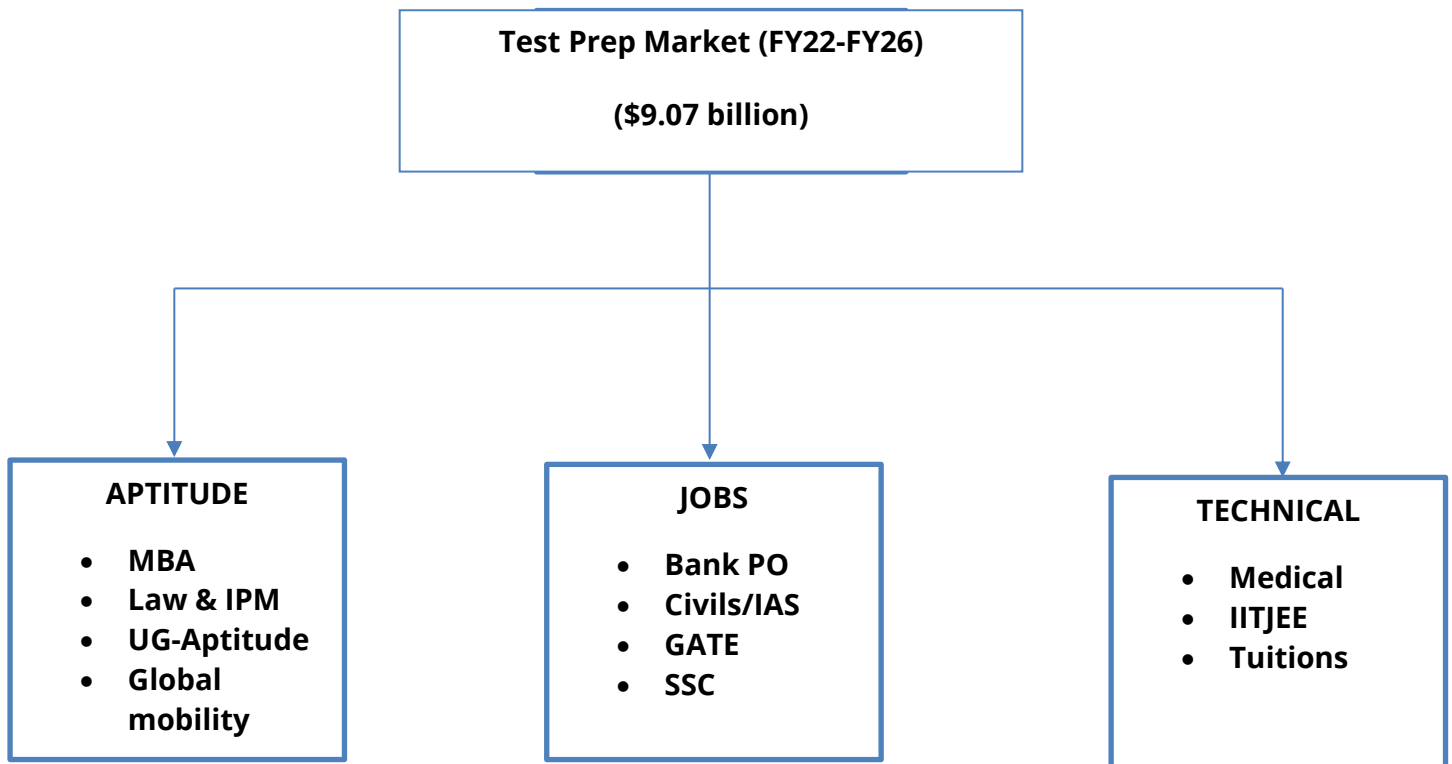 Test Prep Market (FY22-FY26)
($9.07 billion)
APTITUDE
• MBA
• Law & IPM
• UG-Aptitude
• Global
mobility
JOBS
• Bank PO
• Civils/IAS
• GATE
• SSC
TECHNICAL
• Medical
• IITJEE
• Tuitions